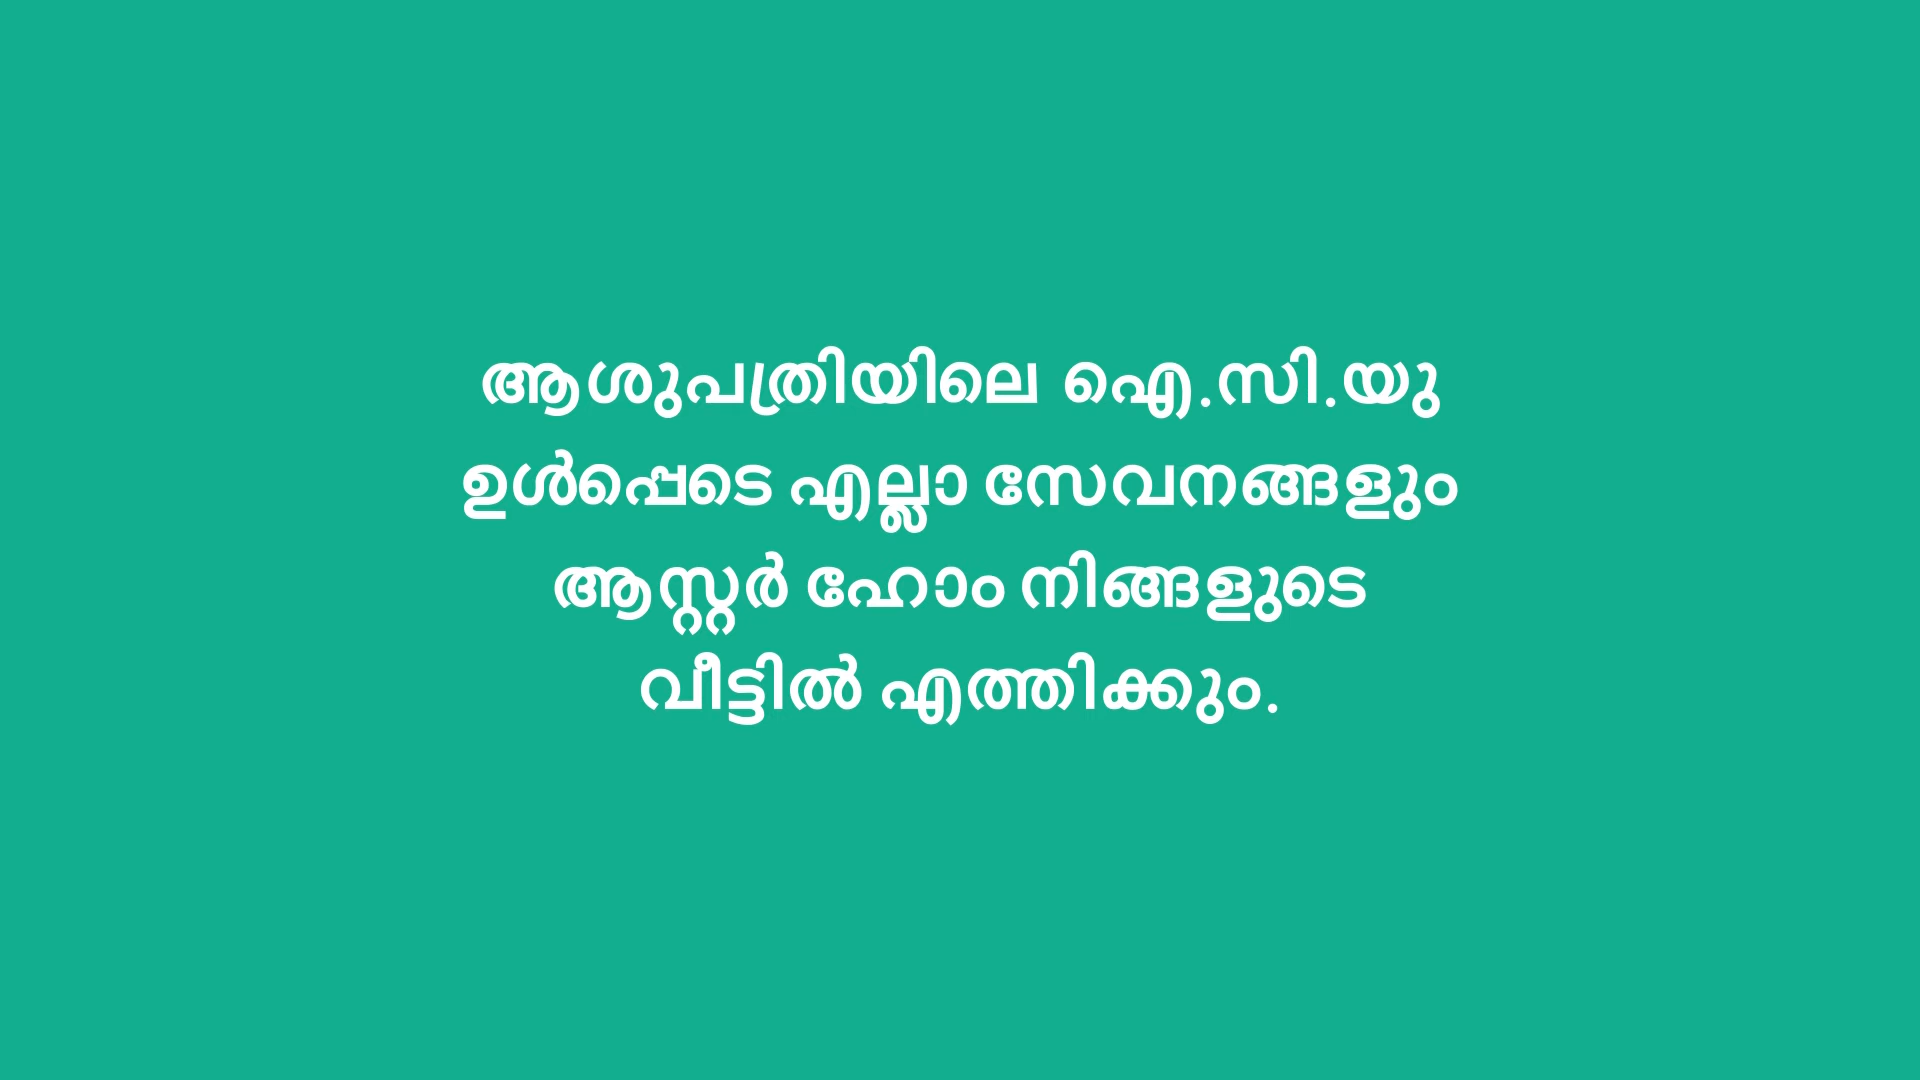 ആശുപത്രിയിലെ ഐ.സി.യു
ഉൾപ്പെടെ എല്ലാ സേവനങ്ങളും
ആസ്റ്റർ ഹോം നിങ്ങളുടെ
വീട്ടിൽ എത്തിക്കും.